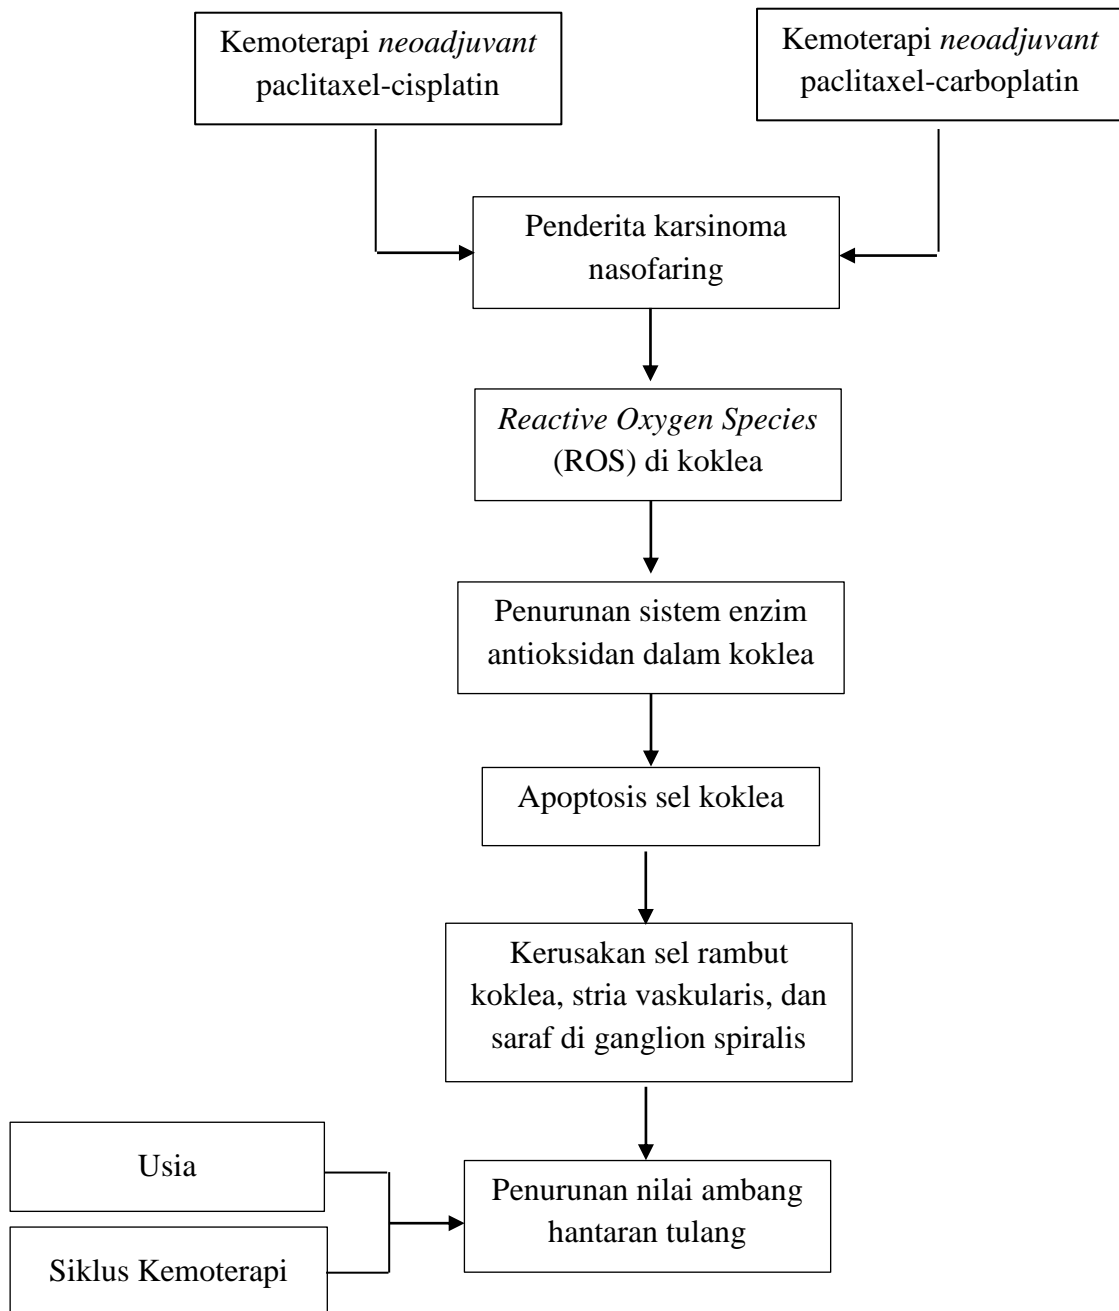 Kemoterapi neoadjuvant
paclitaxel-cisplatin
Kemoterapi neoadjuvant
paclitaxel-carboplatin
Penderita karsinoma
nasofaring
Reactive Oxygen Species
(ROS) di koklea
Penurunan sistem enzim
antioksidan dalam koklea
Apoptosis sel koklea
Kerusakan sel rambut
koklea, stria vaskularis, dan
saraf di ganglion spiralis
Usia
Siklus Kemoterapi
Penurunan nilai ambang
hantaran tulang